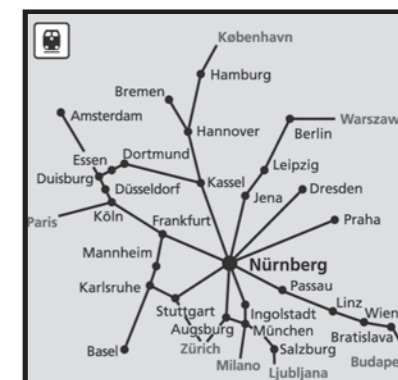 København
Hamburg
Bremen
Amsterdam
Hannover
Warszaw
Berlin
Essen
Dortmund
Leipzig
Duisburg
Kassel
Dresden
Düsseldorf
Jena
Köln
Paris
Frankfurt
Praha
Mannheim
Nürnberg
Karlsruhe
Passau
Stuttgart
Ingolstadt
Linz
Wien
Augsburg
München
Bratislava
Basel
Zürich
Salzburg
Milano
Budape
Ljubljana